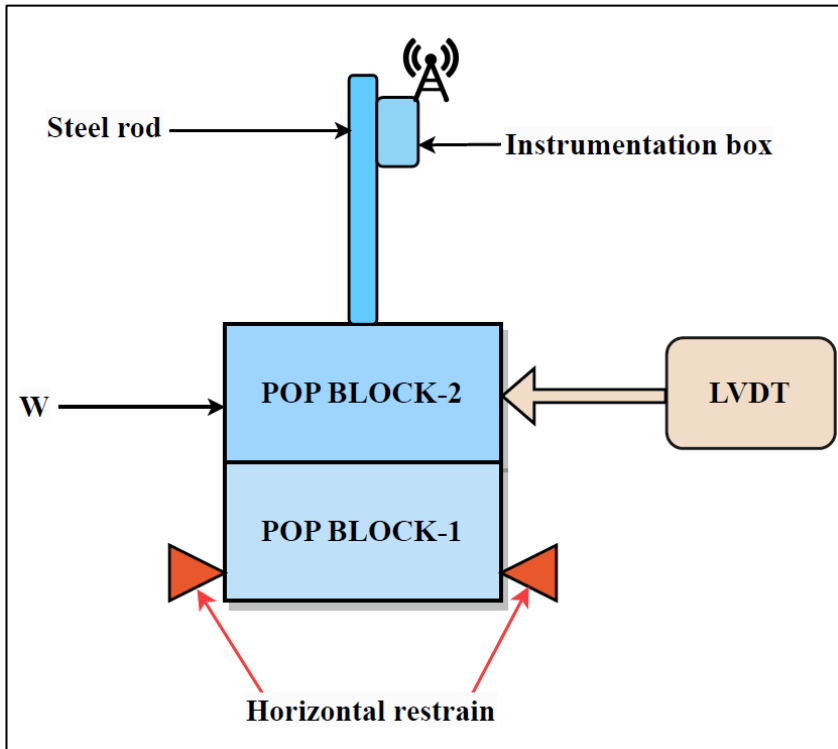 Steel rod
Instrumentation box
POP BLOCK-2
LVDT
W
POP BLOCK-1
Horizontal restrain